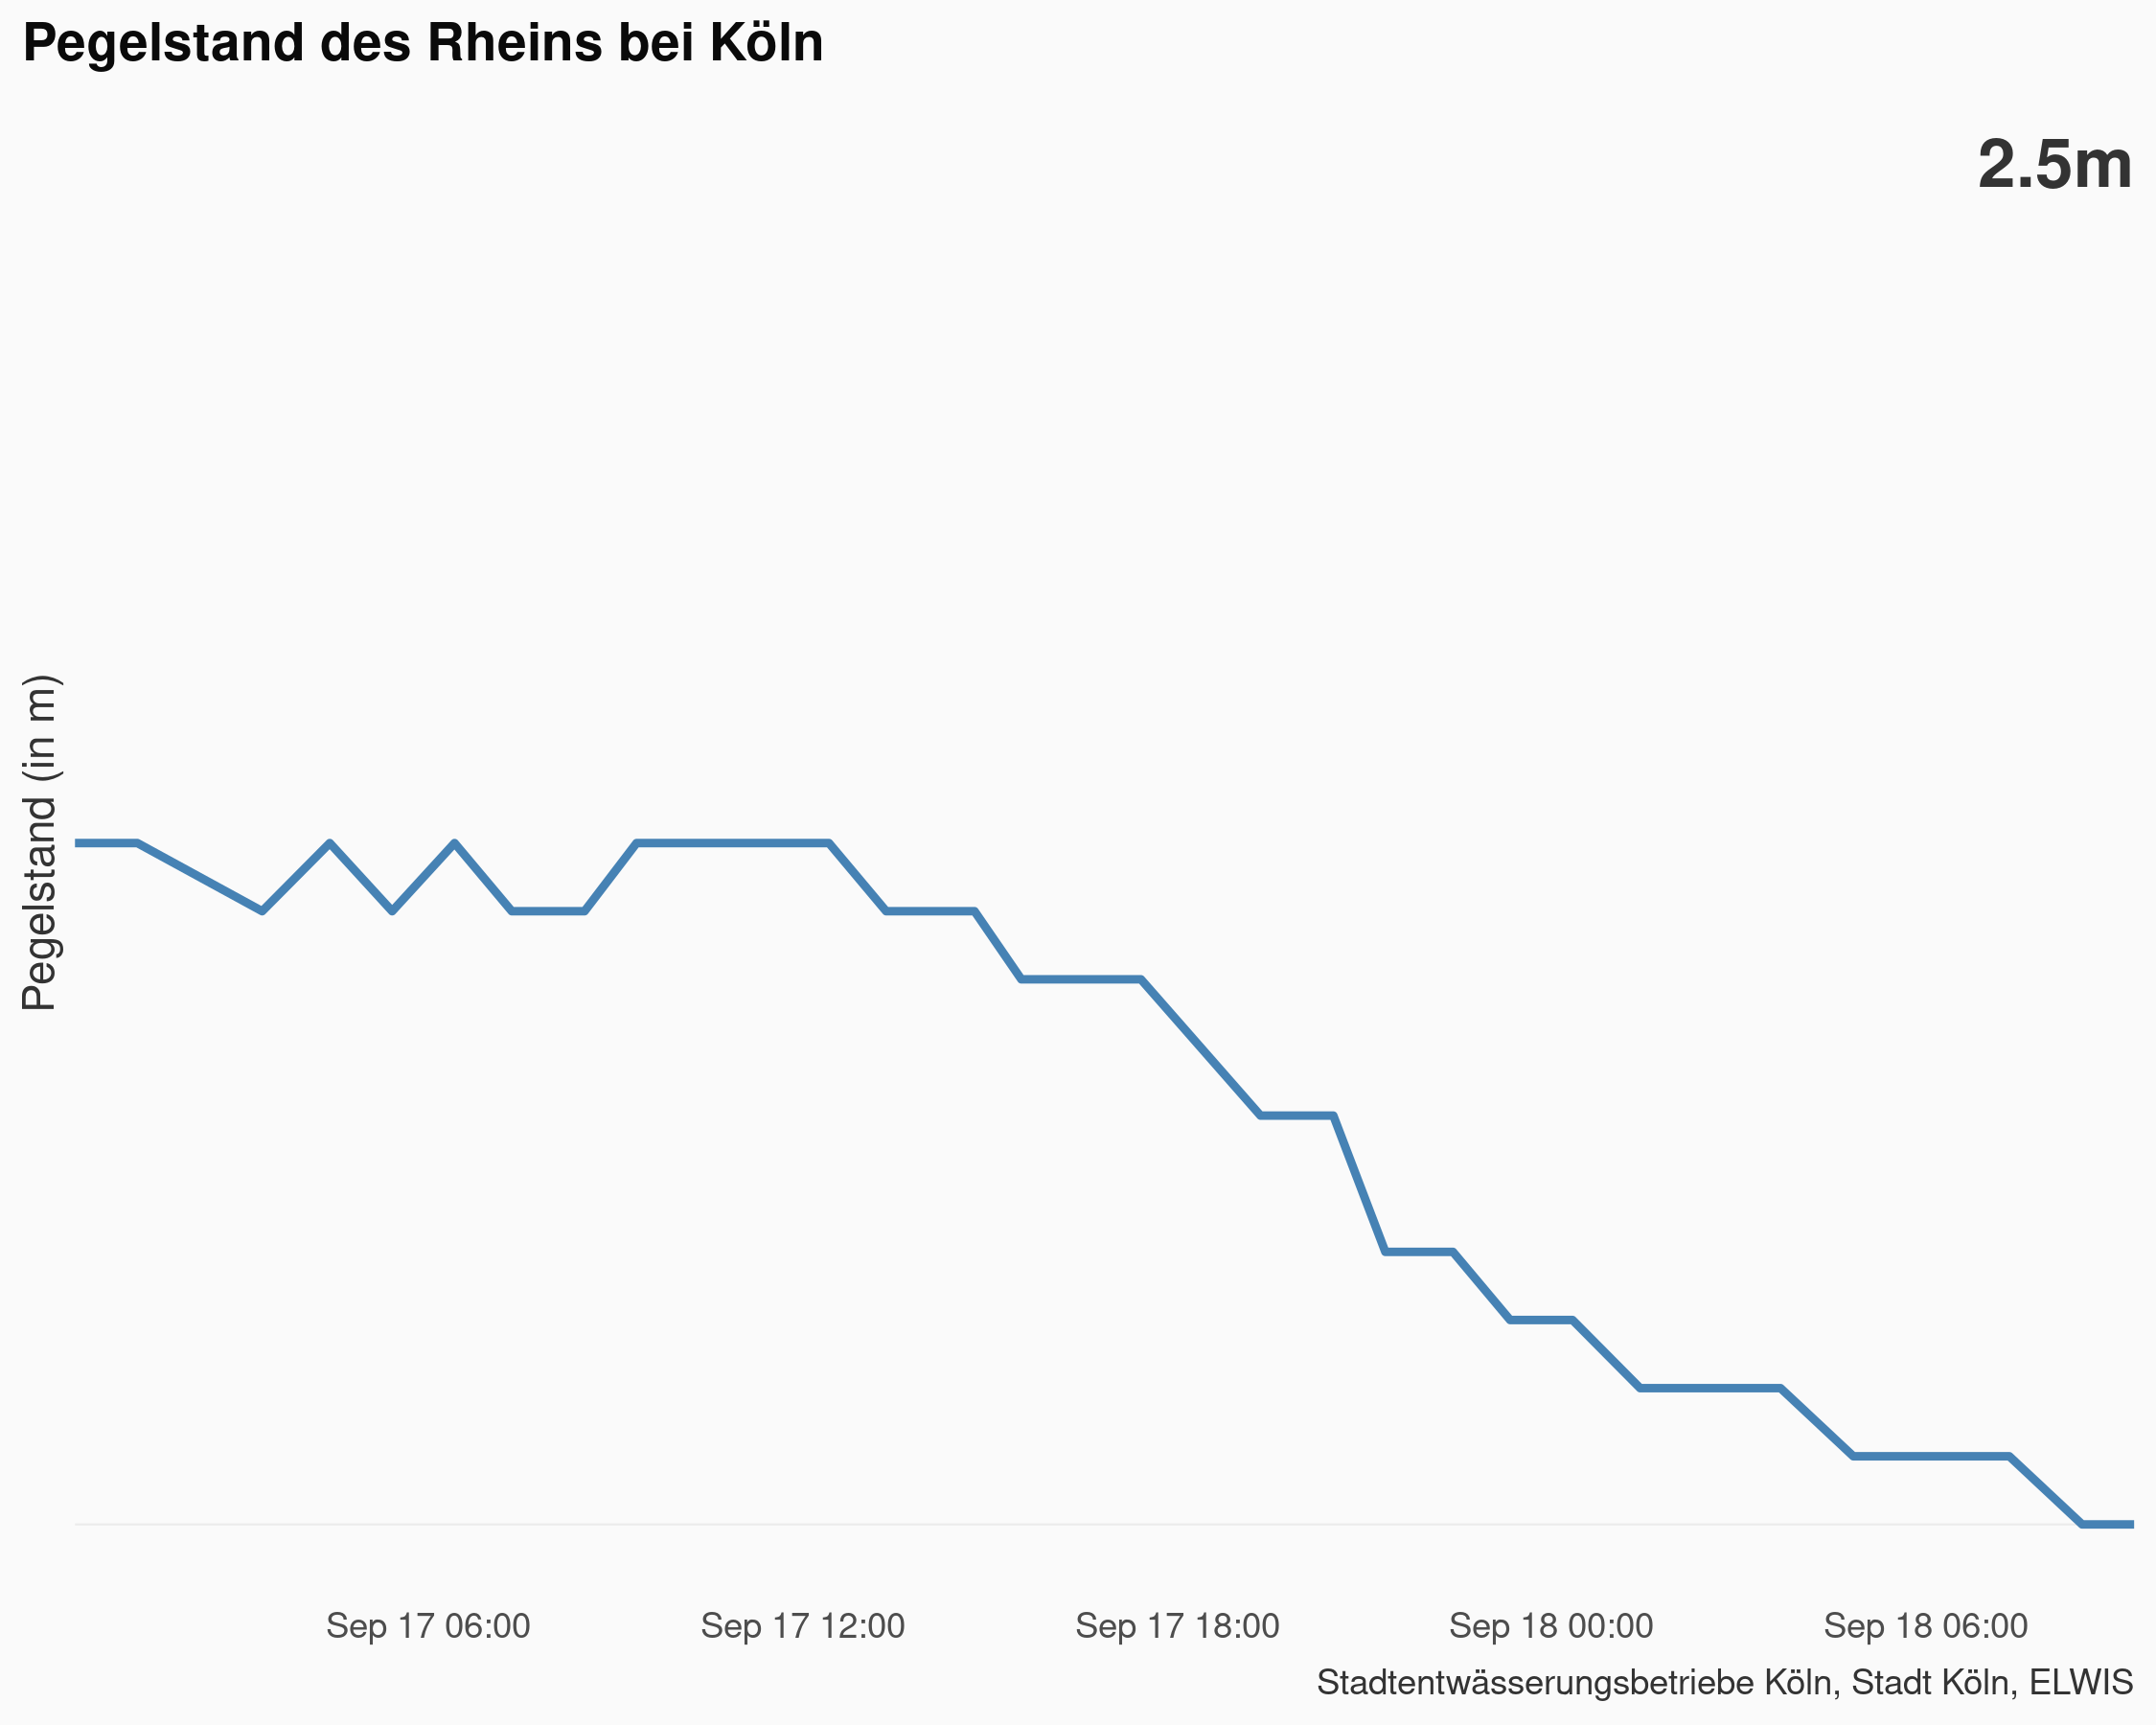 Pegelstand des Rheins bei Köln
2.5m
Pegelstand (in m)
Sep 17 06:00
Sep 17 12:00
Sep 17 18:00
Sep 18 00:00
Sep 18 06:00
Stadtentwässerungsbetriebe Köln, Stadt Köln, ELWIS